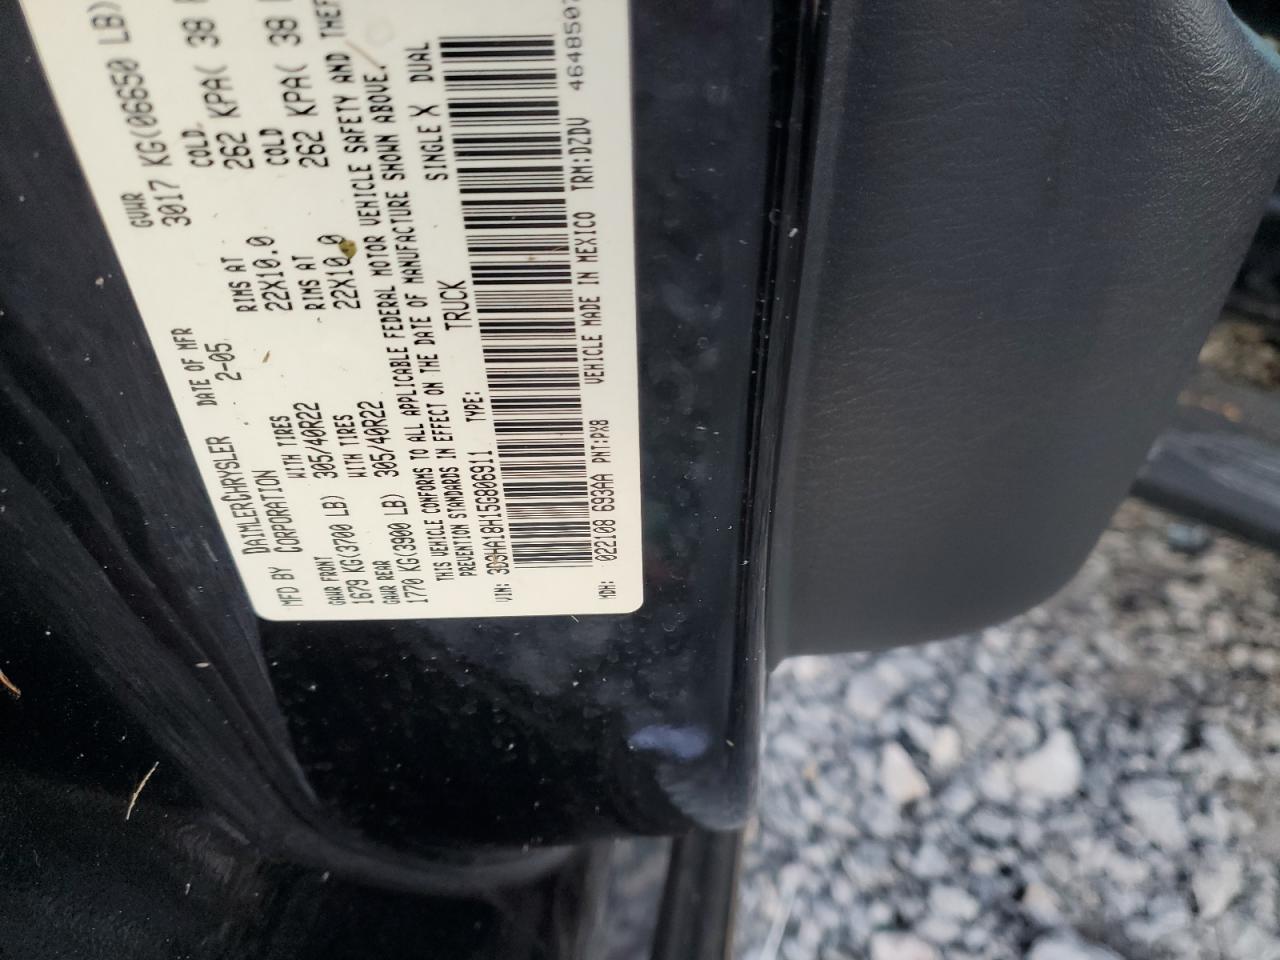 MFD BY DAIMLERCHRYSLER CORPORATION DATE OF MFR 2-05 GVWR 3017 KG(06650 LB)
GAWR FRONT WITH TIRES RIMS AT COLD
1679 KG(3700 LB) 305/40R22 22X10.0 262 KPA( 38
GAWR REAR WITH TIRES RIMS AT COLD
1770 KG(3900 LB) 305/40R22 22X10.0 262 KPA( 38
THIS VEHICLE CONFORMS TO ALL APPLICABLE FEDERAL MOTOR VEHICLE SAFETY AND THEF
PREVENTION STANDARDS IN EFFECT ON THE DATE OF MANUFACTURE SHOWN ABOVE.
VIN: 3D3HA18H15G806911 TYPE: TRUCK SINGLE X DUAL
MDH: 022108 693AA PNT:PX8 VEHICLE MADE IN MEXICO TRM:DZDV 4648507